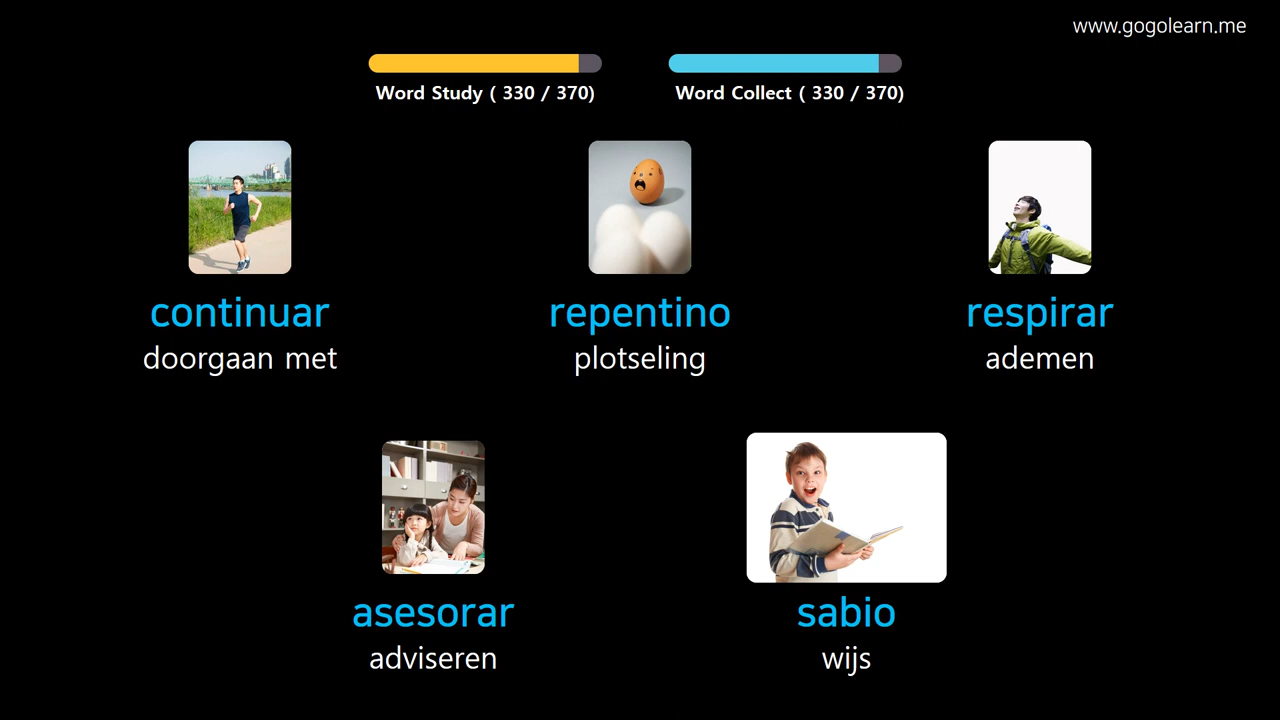 www.gogolearn.me
Word Study ( 330 / 370)
Word Collect ( 330 / 370)
continuar
doorgaan met
repentino
plotseling
respirar
ademen
asesorar
adviseren
sabio
wijs